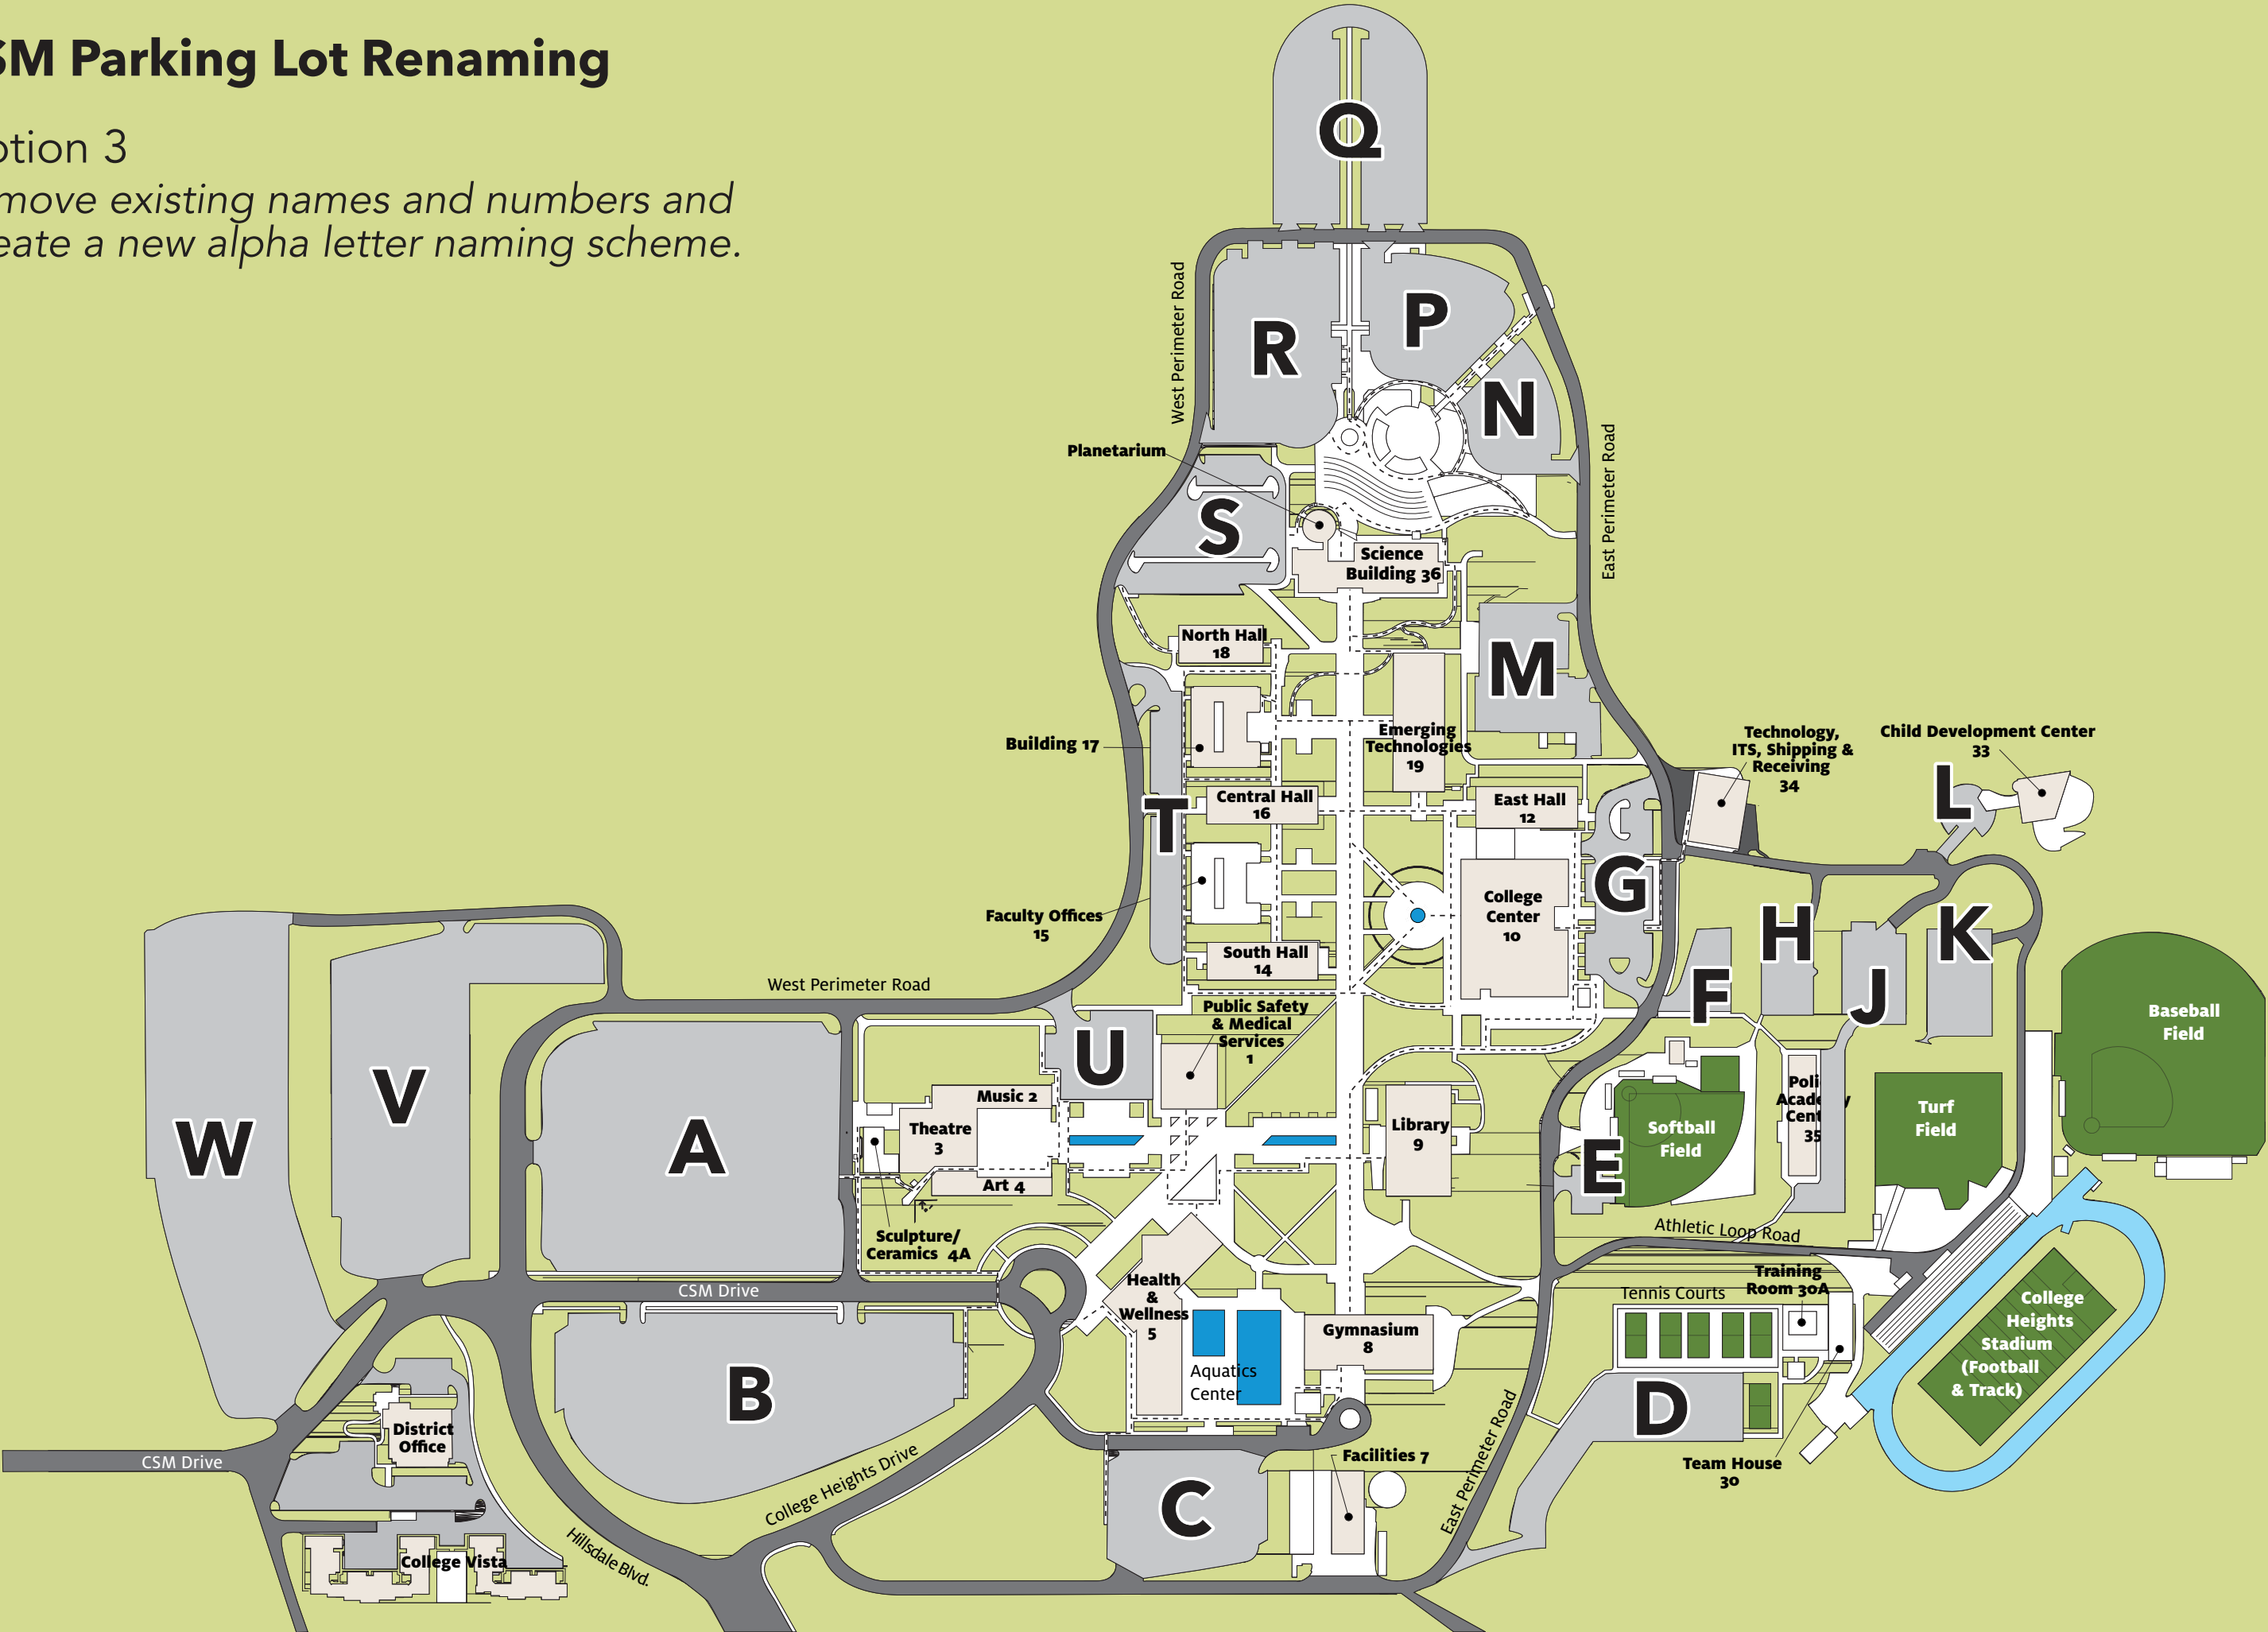 SM Parking Lot Renaming
ption 3
move existing names and numbers and
eate a new alpha letter naming scheme.
Q
West Perimeter Road
R
P
N
Planetarium
East Perimeter Road
S
Science
Building 36
North Hall
18
M
Building 17
Emerging
Technologies
19
Technology,
ITS, Shipping &
Receiving
34
Child Development Center
33
L
T
Central Hall
16
East Hall
12
G
College
Center
10
Faculty Offices
15
South Hall
14
H
K
F
J
West Perimeter Road
Public Safety
& Medical
Services
1
Baseball
Field
U
V
W
A
Music 2
Theatre
3
Art 4
Sculpture/
Ceramics 4A
Library
9
E
Softball
Field
Poli
Academy
Cent
35
Turf
Field
Athletic Loop Road
CSM Drive
Health
&
Wellness
5
Aquatics
Center
Gymnasium
8
Tennis Courts
Training
Room 30A
College
Heights
Stadium
(Football
& Track)
B
D
District
Office
CSM Drive
College Heights Drive
Facilities 7
East Perimeter Road
Team House
30
C
Hillsdale Blvd.
College Vista